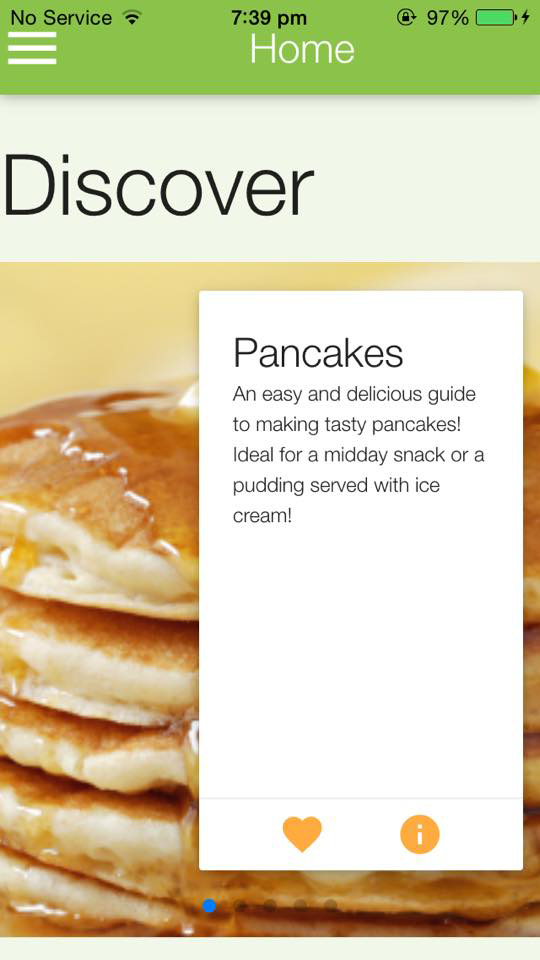 No Service 7:39 pm 97%
Home
Discover
Pancakes
An easy and delicious guide
to making tasty pancakes!
Ideal for a midday snack or a
pudding served with ice
cream!